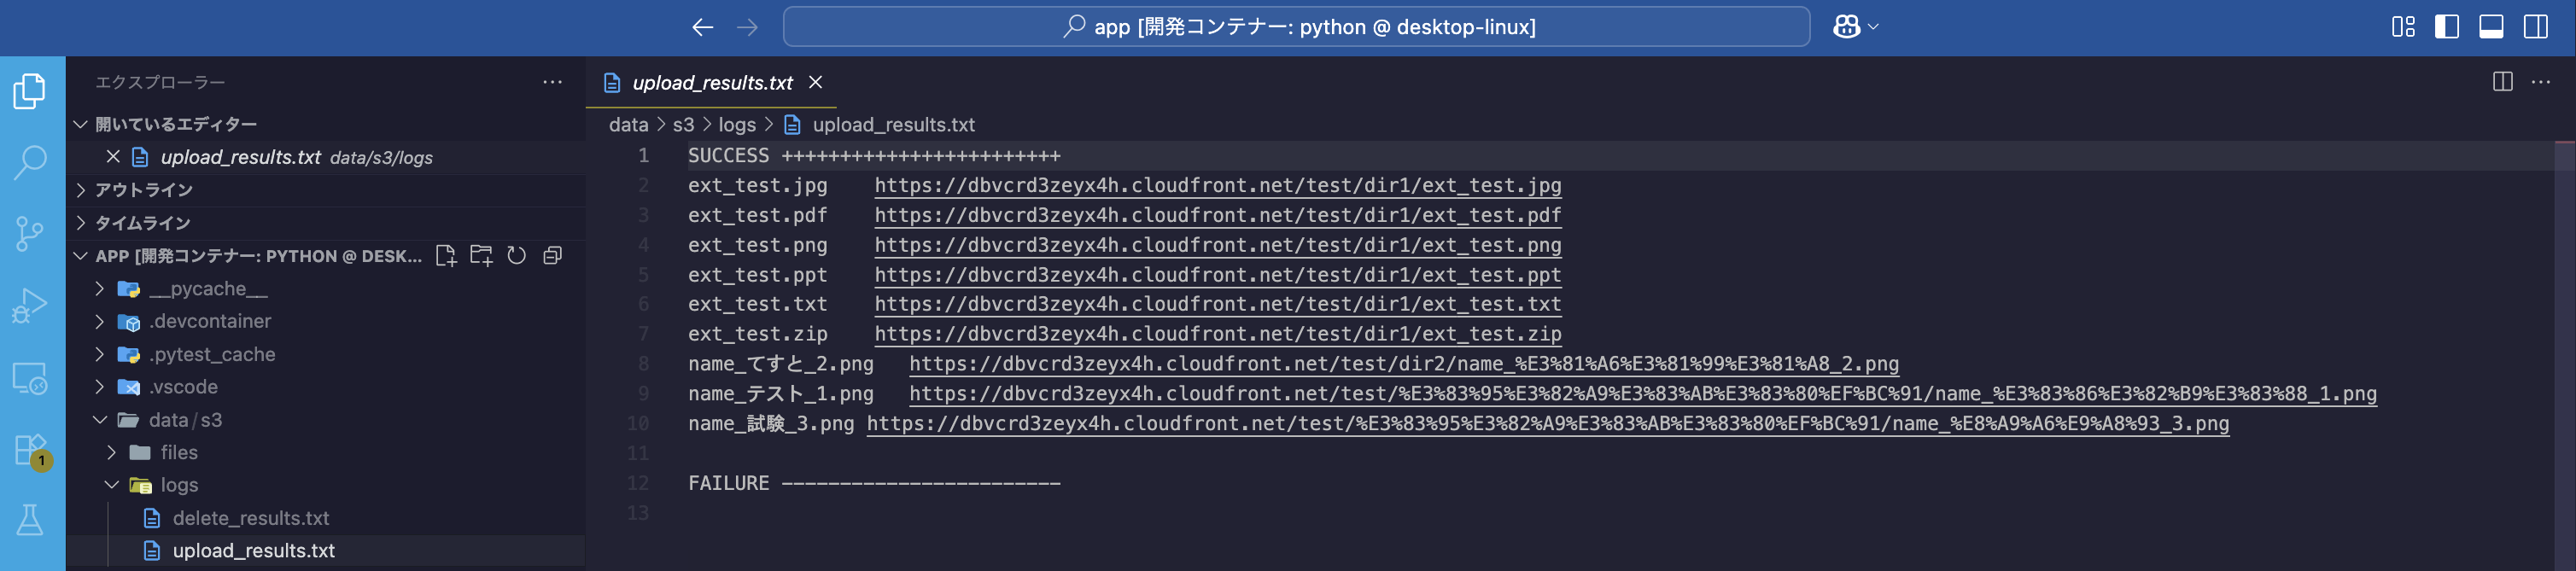 app [開発コンテナー: python @ desktop-linux]
エクスプローラー
開いているエディター
upload_results.txt data/s3/logs
アウトライン
タイムライン
APP [開発コンテナー: PYTHON @ DESK...
__pycache__
.devcontainer
.pytest_cache
.vscode
data/s3
files
logs
delete_results.txt
upload_results.txt
1
upload_results.txt
data > s3 > logs > upload_results.txt
1 SUCCESS ++++++++++++++++++++++++
2 ext_test.jpg https://dbvcrd3zeyx4h.cloudfront.net/test/dir1/ext_test.jpg
3 ext_test.pdf https://dbvcrd3zeyx4h.cloudfront.net/test/dir1/ext_test.pdf
4 ext_test.png https://dbvcrd3zeyx4h.cloudfront.net/test/dir1/ext_test.png
5 ext_test.ppt https://dbvcrd3zeyx4h.cloudfront.net/test/dir1/ext_test.ppt
6 ext_test.txt https://dbvcrd3zeyx4h.cloudfront.net/test/dir1/ext_test.txt
7 ext_test.zip https://dbvcrd3zeyx4h.cloudfront.net/test/dir1/ext_test.zip
8 name_てすと_2.png https://dbvcrd3zeyx4h.cloudfront.net/test/dir2/name_%E3%81%A6%E3%81%99%E3%81%A8_2.png
9 name_テスト_1.png https://dbvcrd3zeyx4h.cloudfront.net/test/%E3%83%95%E3%82%A9%E3%83%AB%E3%83%80%EF%BC%91/name_%E3%83%86%E3%82%B9%E3%83%88_1.png
10 name_試験_3.png https://dbvcrd3zeyx4h.cloudfront.net/test/%E3%83%95%E3%82%A9%E3%83%AB%E3%83%80%EF%BC%91/name_%E8%A9%A6%E9%A8%93_3.png
11
12 FAILURE ------------------------
13